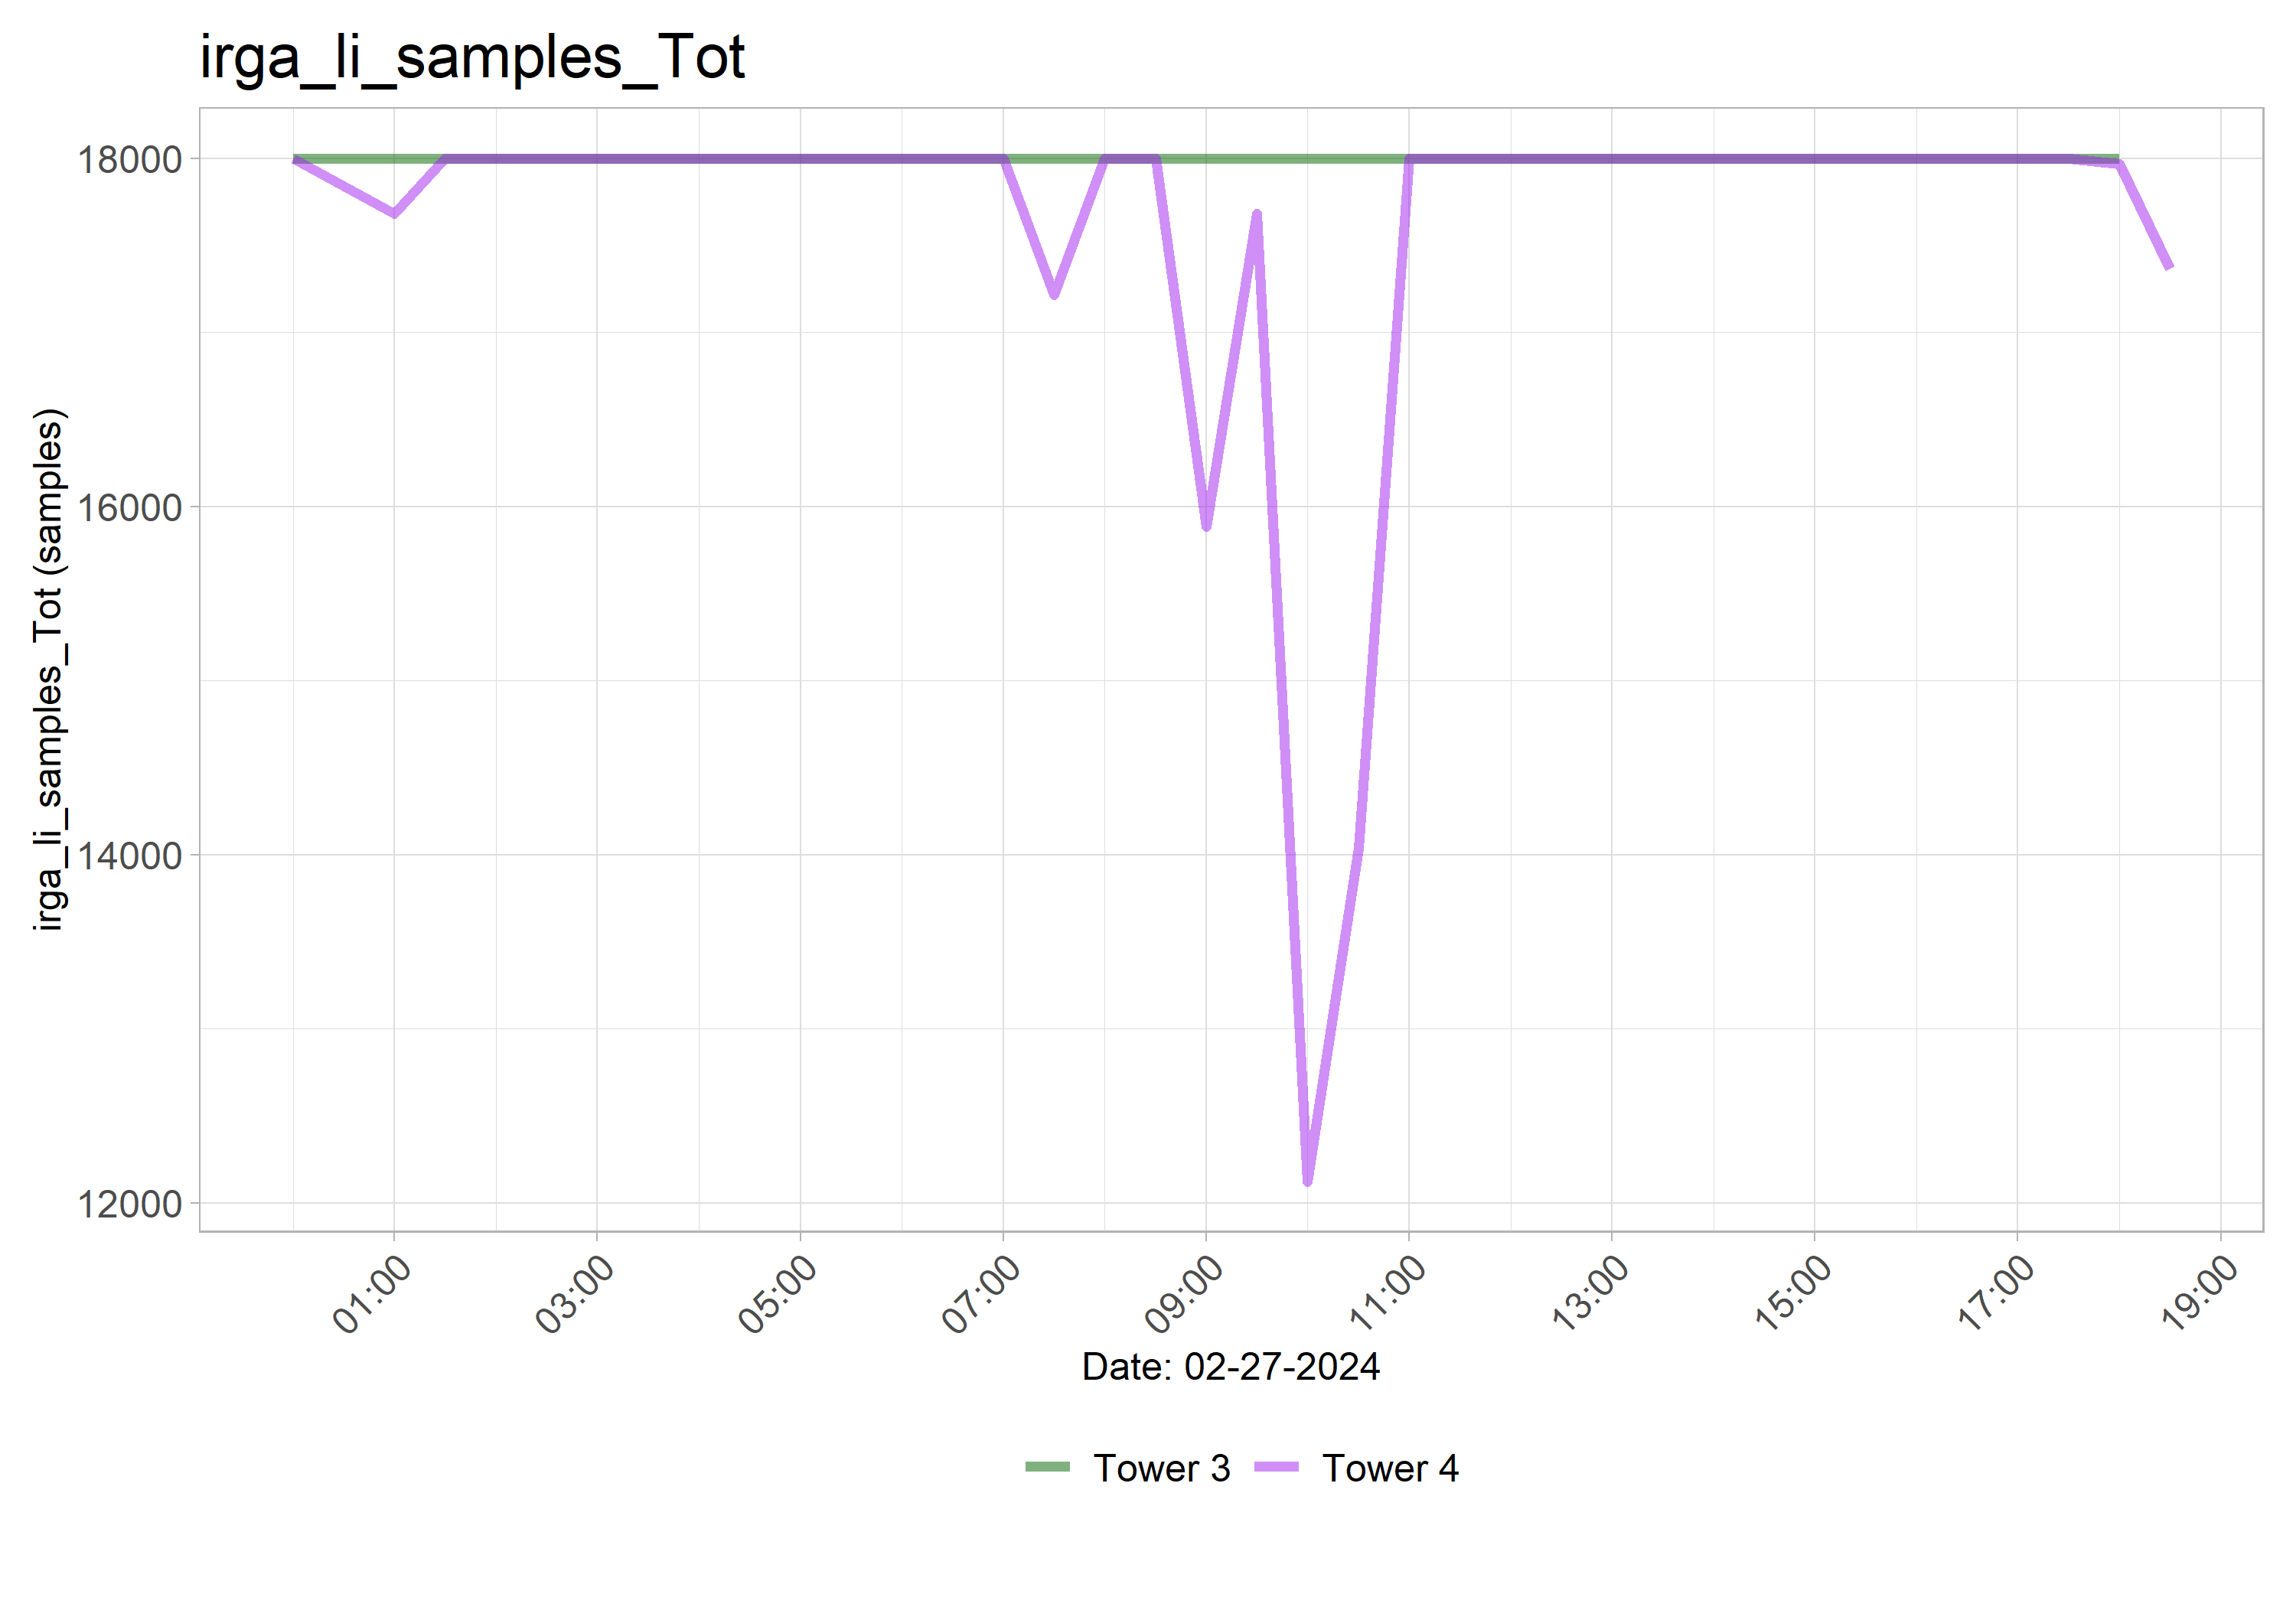 irga_li_samples_Tot
irga_li_samples_Tot (samples)
18000
16000
14000
12000
01:00
03:00
05:00
07:00
09:00
11:00
13:00
15:00
17:00
19:00
Date: 02-27-2024
Tower 3
Tower 4